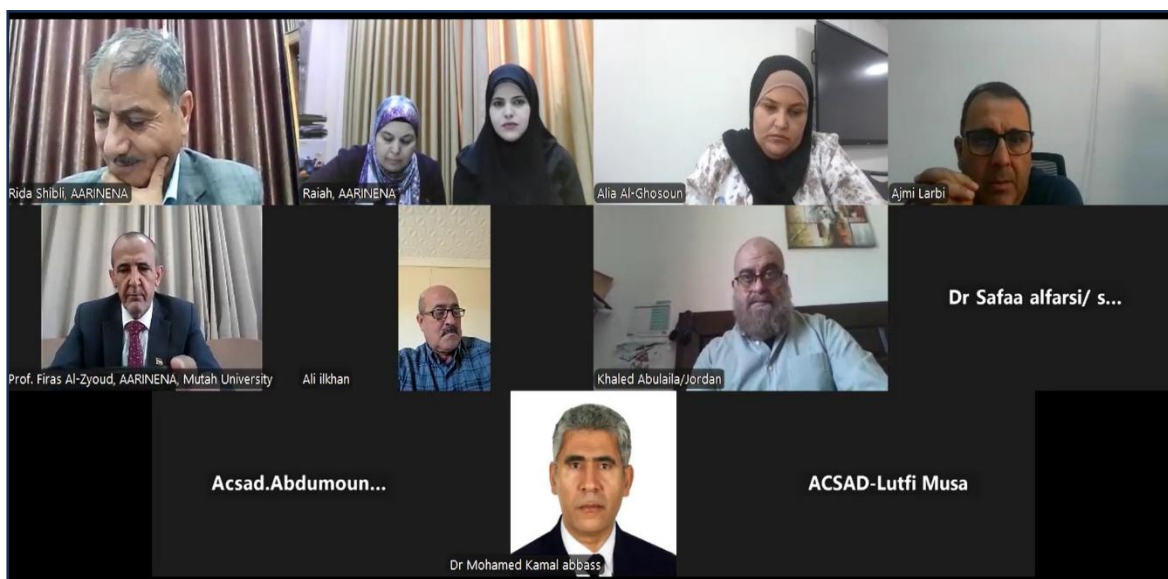 Rida Shibli, AARINENA
Raiah, AARINENA
Alia Al-Ghosoun
Ajmi Larbi
Prof. Firas Al-Zyoud, AARINENA, Mutah University
Ali ilkhan
Khaled Abulaila/Jordan
Dr Safaa alfarsi/ s...
Acsad.Abdumoun...
Dr Mohamed Kamal abbass
ACSAD-Lutfi Musa